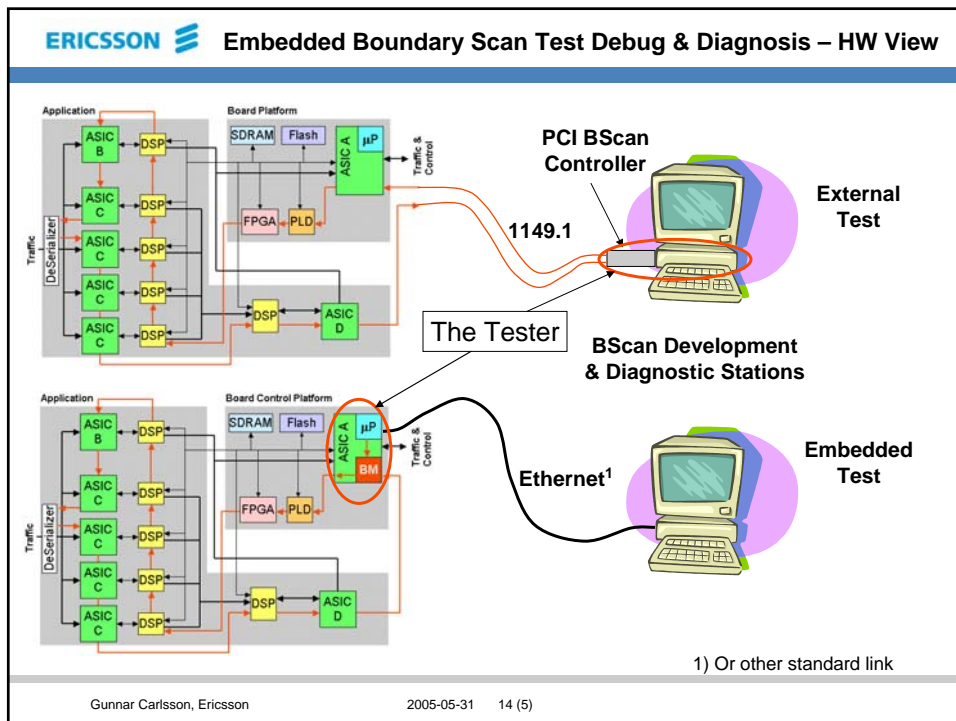 ERICSSON
Embedded Boundary Scan Test Debug & Diagnosis – HW View
Application
Board Platform
ASIC
B
DSP
SDRAM
Flash
ASIC A
µP
Traffic &
Control
ASIC
C
DSP
FPGA
PLD
Traffic
DeSerializer
ASIC
C
DSP
ASIC
C
DSP
ASIC
C
DSP
DSP
ASIC
D
PCI BScan
Controller
1149.1
External
Test
The Tester
BScan Development
& Diagnostic Stations
Application
Board Control Platform
ASIC
B
DSP
SDRAM
Flash
ASIC A
µP
BM
Traffic &
Control
ASIC
C
DSP
FPGA
PLD
Traffic
DeSerializer
ASIC
C
DSP
ASIC
C
DSP
ASIC
C
DSP
DSP
ASIC
D
Ethernet1
Embedded
Test
1) Or other standard link
Gunnar Carlsson, Ericsson
2005-05-31
14 (5)